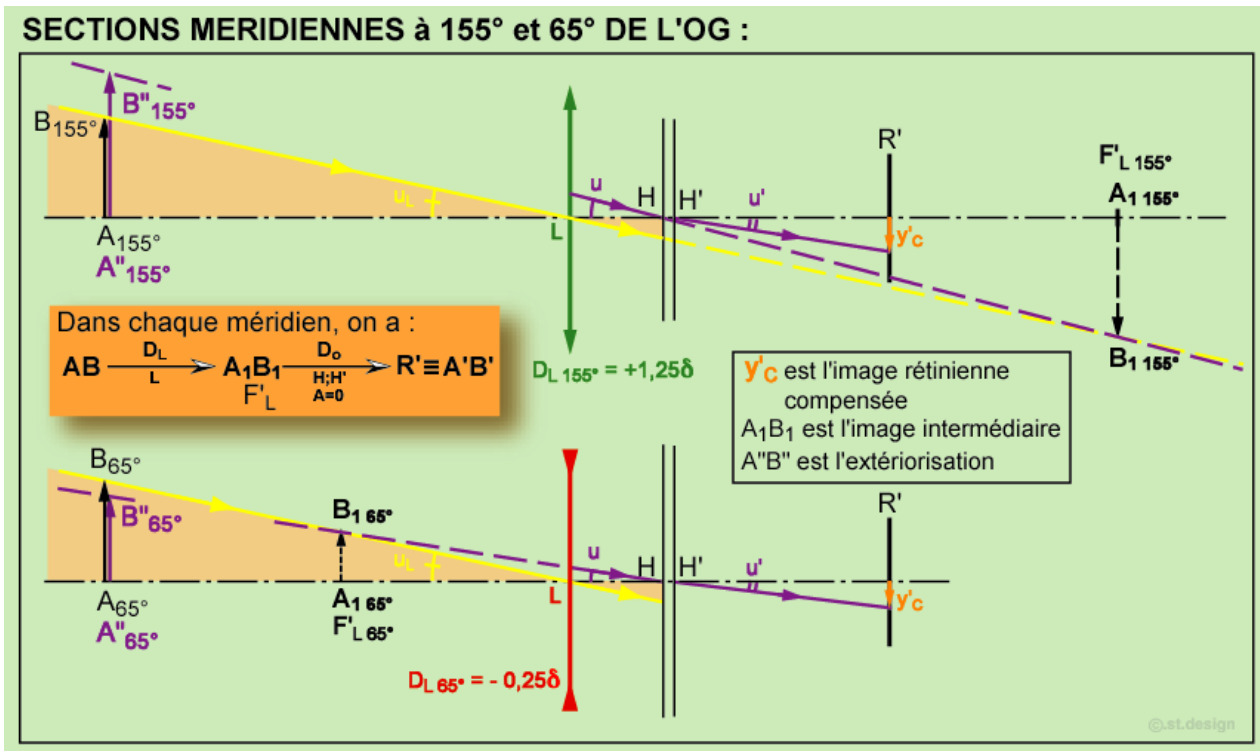 SECTIONS MERIDIENNES à 155° et 65° DE L'OG :
B"155°
B155°
uL
u
H
H'
u'
R'
F'L 155°
A1 155°
L
y'C
A155°
A"155°
B1 155°
Dans chaque méridien, on a :
AB DL L A1B1 Do H;H' A=0 R'≡A'B'
F'L
DL 155° = +1,25δ
y'C est l'image rétinienne
compensée
A1B1 est l'image intermédiaire
A"B" est l'extériorisation
B65°
B"65°
B1 65°
uL
u
H
H'
u'
R'
L
y'C
A65°
A"65°
A1 65°
F'L 65°
DL 65° = - 0,25δ
©.st.design